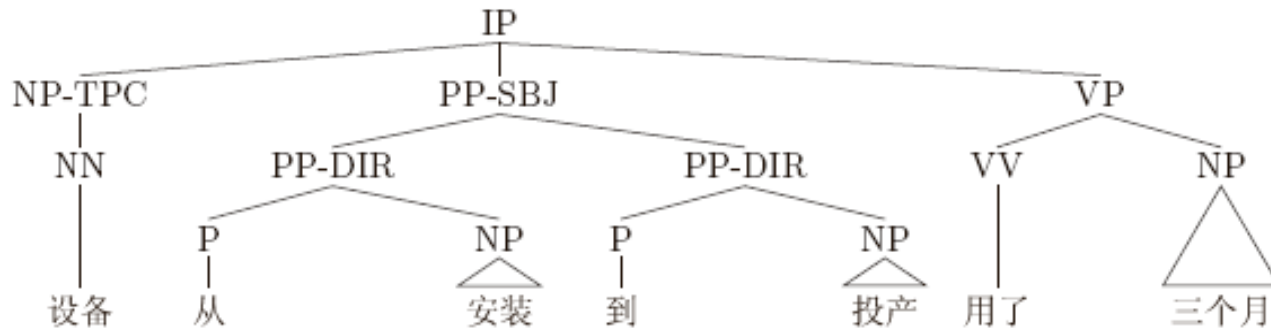 IP
NP-TPC PP-SBJ VP
NN PP-DIR PP-DIR VV NP
P NP P NP
设备 从 安装 到 投产 用了 三个月